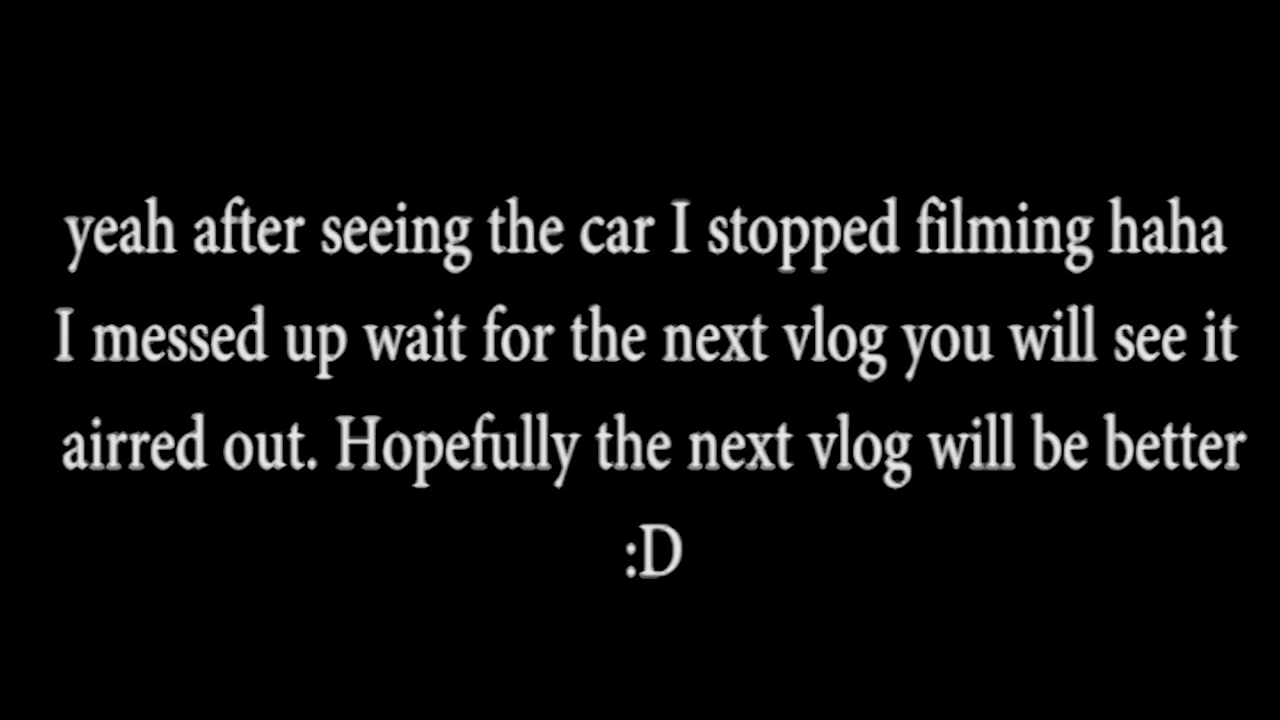 yeah after seeing the car I stopped filming haha
I messed up wait for the next vlog you will see it
airred out. Hopefully the next vlog will be better
:D